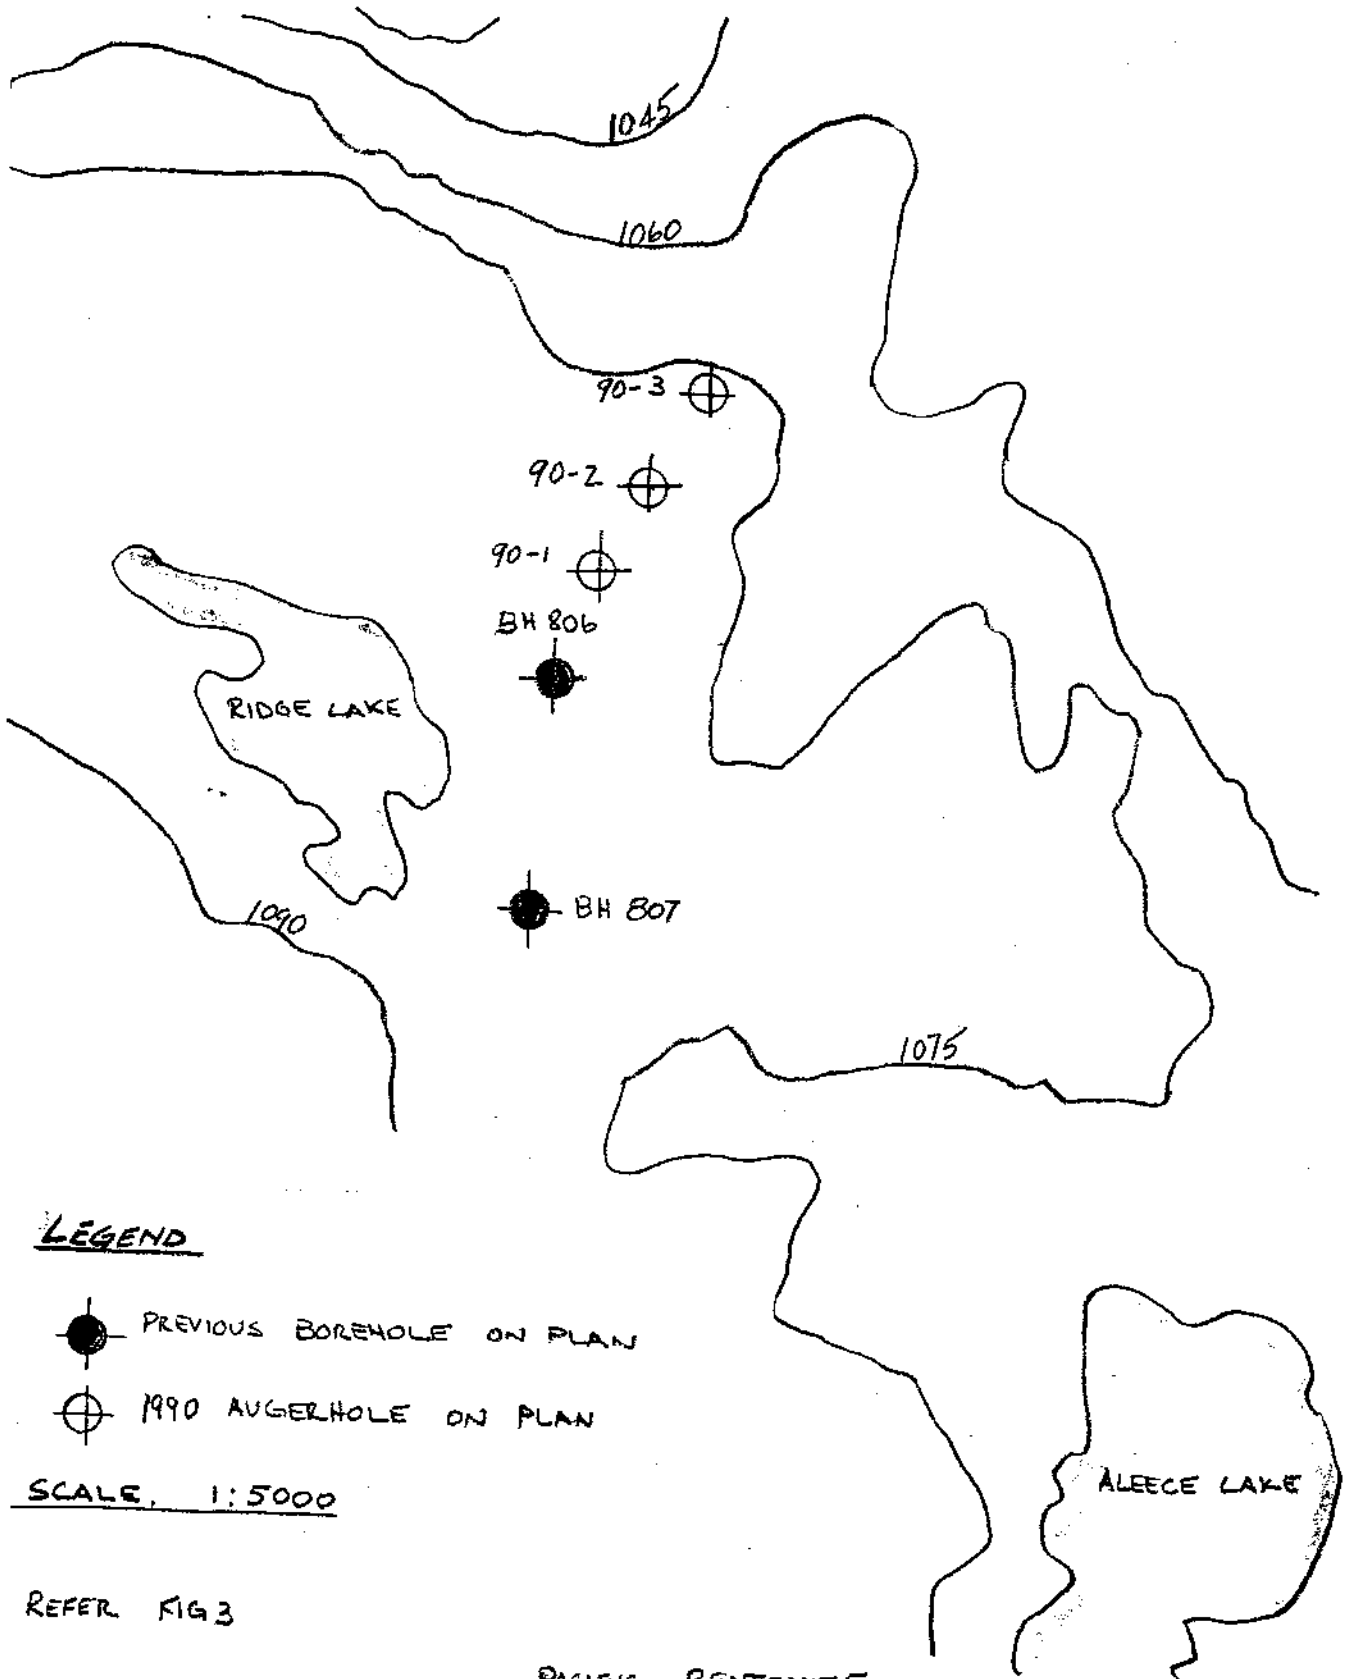 1045
1060
90-3
90-2
90-1
BH 806
RIDGE LAKE
1090
BH 807
1075
LEGEND
PREVIOUS BOREHOLE ON PLAN
1990 AUGERHOLE ON PLAN
SCALE. 1:5000
ALEECE LAKE
REFER FIG 3